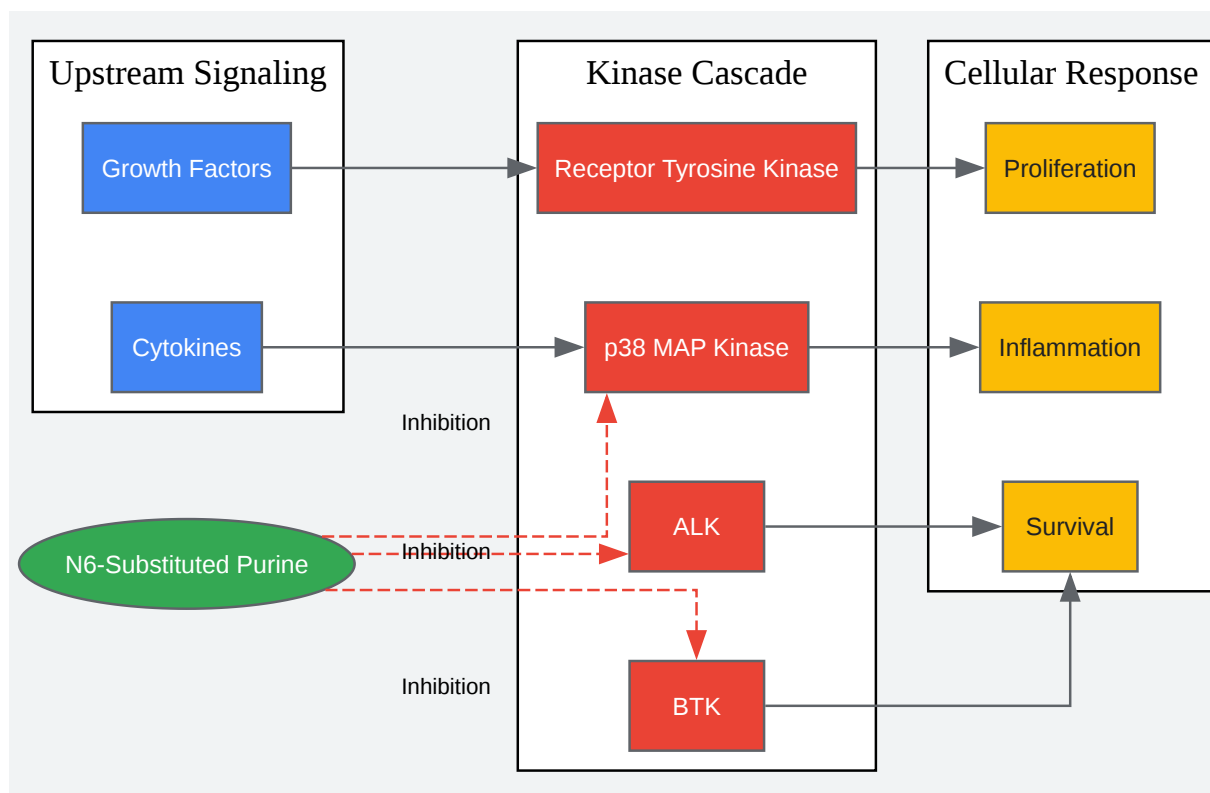 Upstream Signaling
Kinase Cascade
Cellular Response
Growth Factors
Receptor Tyrosine Kinase
Proliferation
Cytokines
p38 MAP Kinase
Inflammation
Inhibition
ALK
Survival
Inhibition
N6-Substituted Purine
Inhibition
BTK